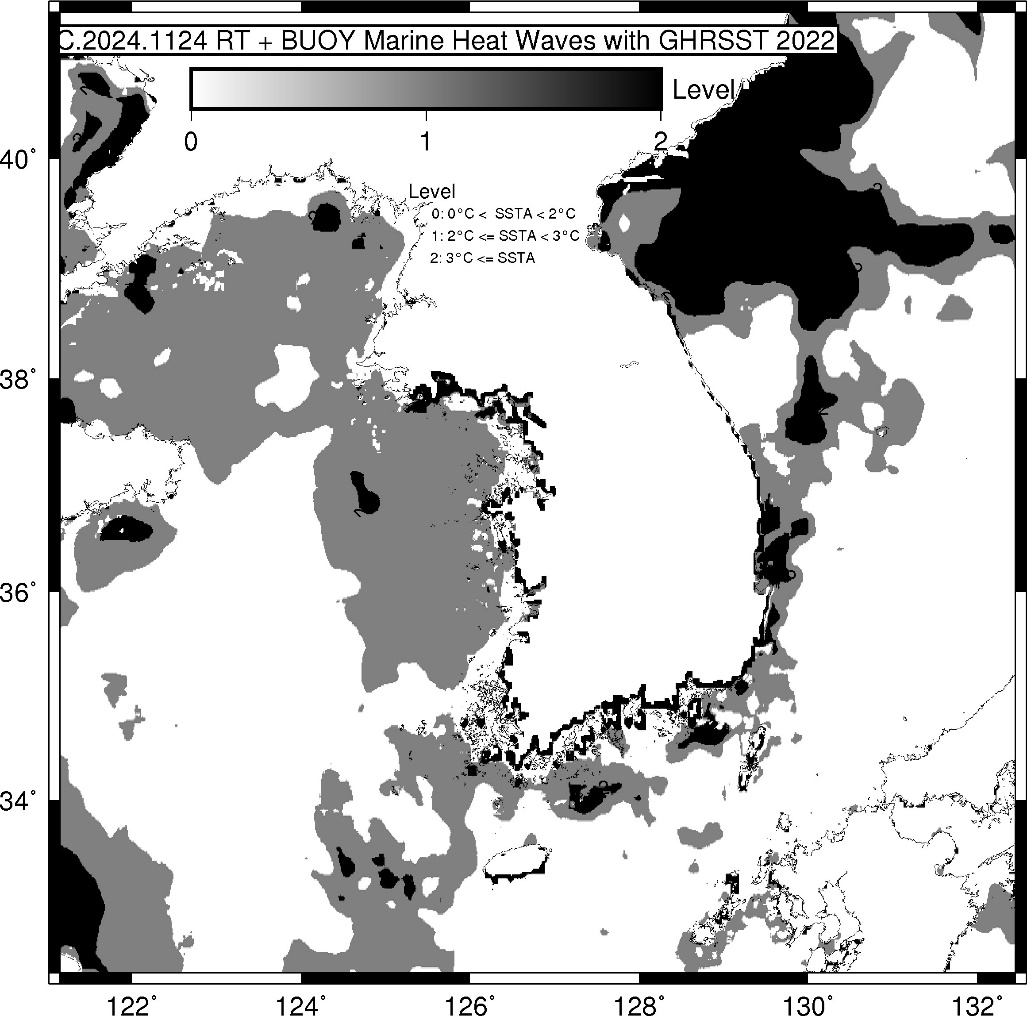 C.2024.1124 RT + BUOY Marine Heat Waves with GHRSST 2022
Level
0 1 2
Level
0:0°C < SSTA < 2°C
1:2°C <= SSTA < 3°C
2: 3°C <= SSTA
40°
38°
36°
34°
122° 124° 126° 128° 130° 132°